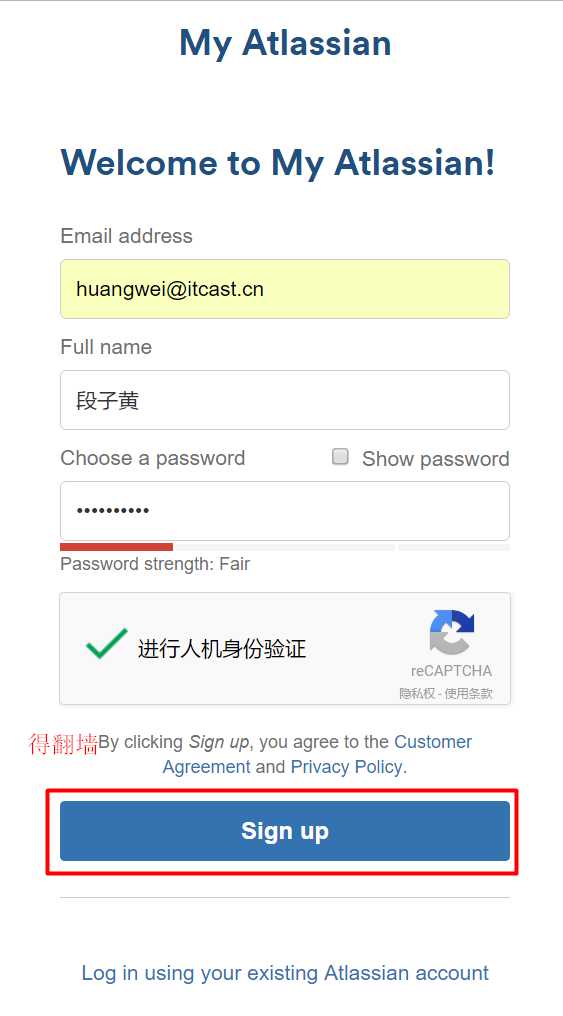 My Atlassian
Welcome to My Atlassian!
Email address
huangwei@itcast.cn
Full name
段子黄
Choose a password Show password
••••••••••
Password strength: Fair
进行人机身份验证
reCAPTCHA
隐私权 - 使用条款
得翻墙By clicking Sign up, you agree to the Customer
Agreement and Privacy Policy.
Sign up
Log in using your existing Atlassian account